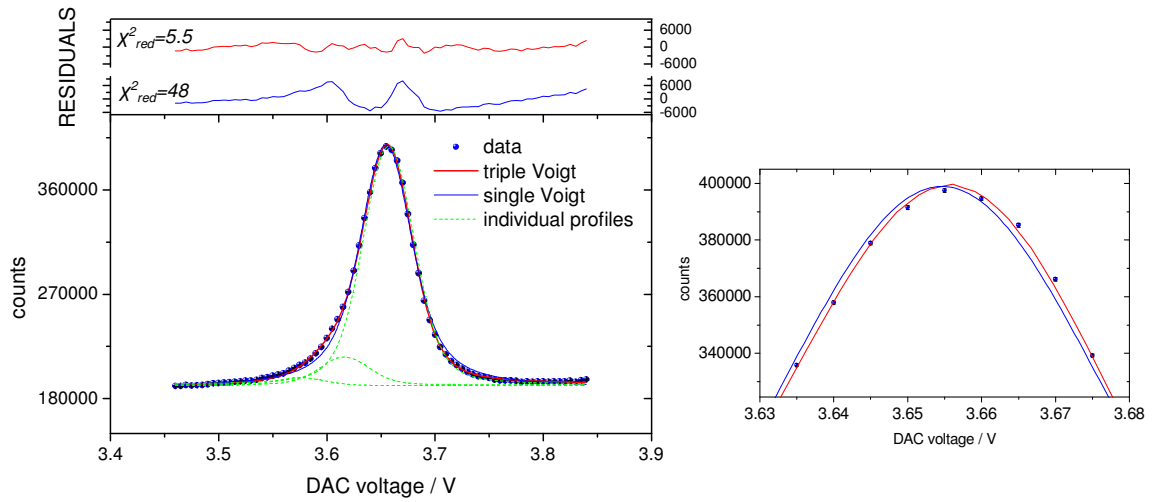 RESIDUALS
χ²red=5.5
6000
0
-6000
χ²red=48
6000
0
-6000
counts
360000
270000
180000
data
triple Voigt
single Voigt
individual profiles
3.4 3.5 3.6 3.7 3.8 3.9
DAC voltage / V
counts
400000
380000
360000
340000
3.63 3.64 3.65 3.66 3.67 3.68
DAC voltage / V